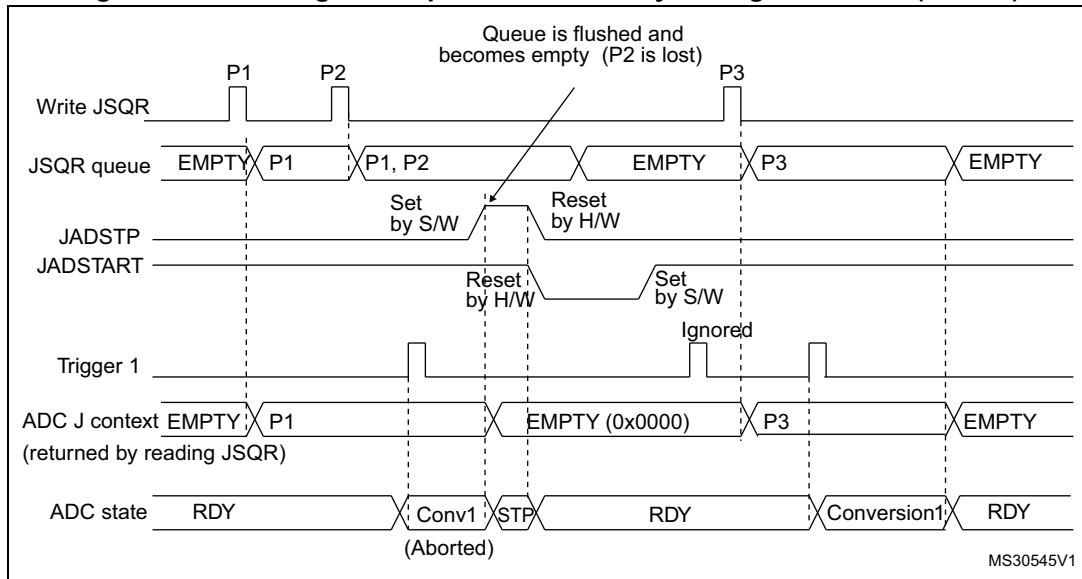 Queue is flushed and
becomes empty (P2 is lost)
P1 P2 P3
Write JSQR
JSQR queue EMPTY P1 P1, P2 EMPTY P3 EMPTY
Set
by S/W
Reset
by H/W
JADSTP
JADSTART
Reset
by H/W
Set
by S/W
Ignored
Trigger 1
ADC J context EMPTY P1 EMPTY (0x0000) P3 EMPTY
(returned by reading JSQR)
ADC state RDY Conv1 STP RDY Conversion1 RDY
(Aborted)
MS30545V1